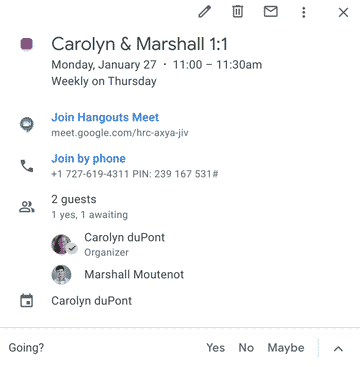 Carolyn & Marshall 1:1
Monday, January 27 · 11:00 – 11:30am
Weekly on Thursday
Join Hangouts Meet
meet.google.com/hrc-axya-jiv
Join by phone
+1 727-619-4311 PIN: 239 167 531#
2 guests
1 yes, 1 awaiting
Carolyn duPont
Organizer
Marshall Moutenot
Carolyn duPont
Going?
Yes No Maybe